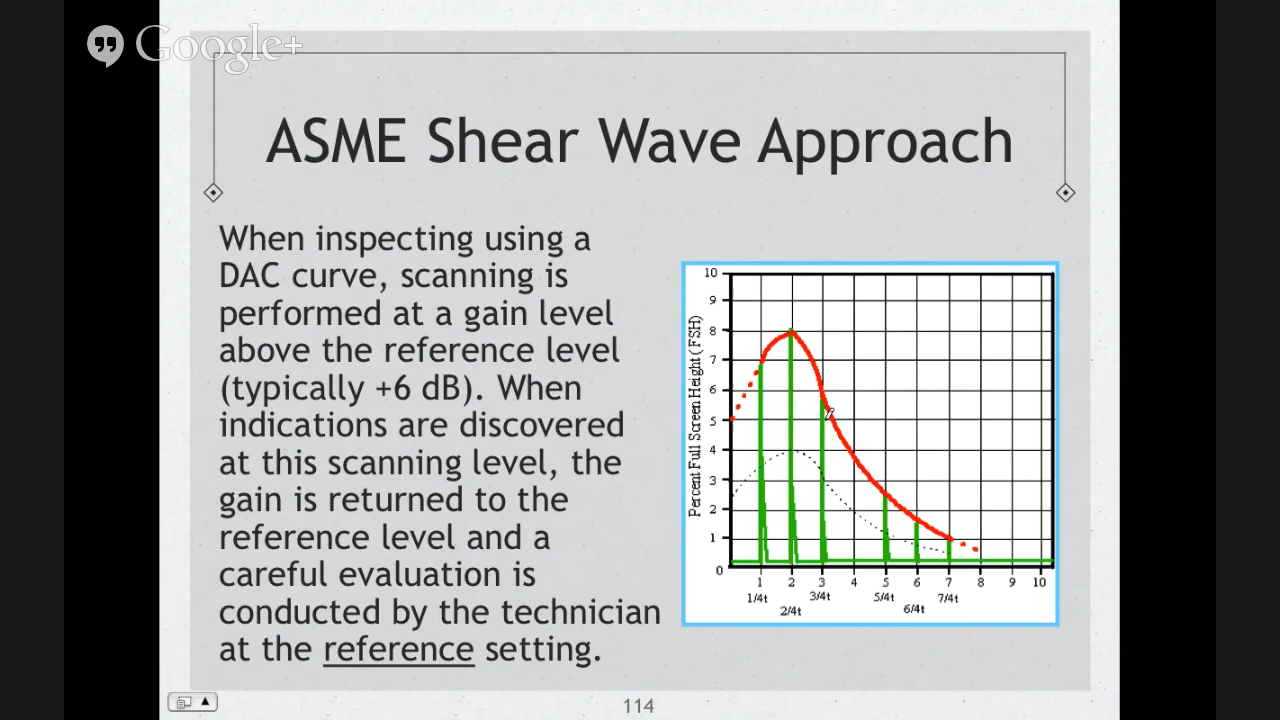 Google+
ASME Shear Wave Approach
When inspecting using a
DAC curve, scanning is
performed at a gain level
above the reference level
(typically +6 dB). When
indications are discovered
at this scanning level, the
gain is returned to the
reference level and a
careful evaluation is
conducted by the technician
at the reference setting.
Percent Full Screen Height ( FSH)
10
9
8
7
6
5
4
3
2
1
0
1 2 3 4 5 6 7 8 9 10
1/4t 2/4t 3/4t 5/4t 6/4t 7/4t
114